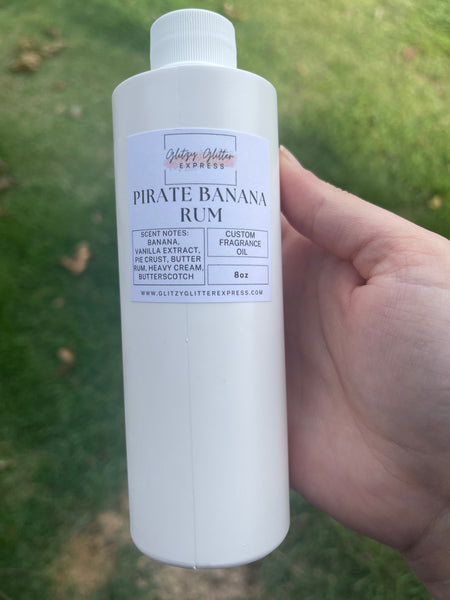 Glitzy Glitter
EXPRESS
PIRATE BANANA
RUM
SCENT NOTES:
BANANA,
VANILLA EXTRACT,
PIE CRUST, BUTTER
RUM, HEAVY CREAM,
BUTTERSCOTCH
CUSTOM
FRAGRANCE
OIL
8oz
WWW.GLITZYGLITTEREXPRESS.COM